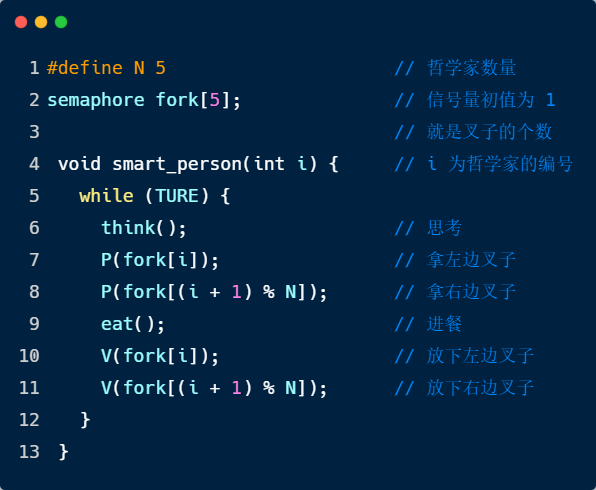 1 #define N 5 // 哲学家数量
2 semaphore fork[5]; // 信号量初值为 1
3 // 就是叉子的个数
4 void smart_person(int i) { // i 为哲学家的编号
5 while (TURE) {
6 think(); // 思考
7 P(fork[i]); // 拿左边叉子
8 P(fork[(i + 1) % N]); // 拿右边叉子
9 eat(); // 进餐
10 V(fork[i]); // 放下左边叉子
11 V(fork[(i + 1) % N]); // 放下右边叉子
12 }
13 }